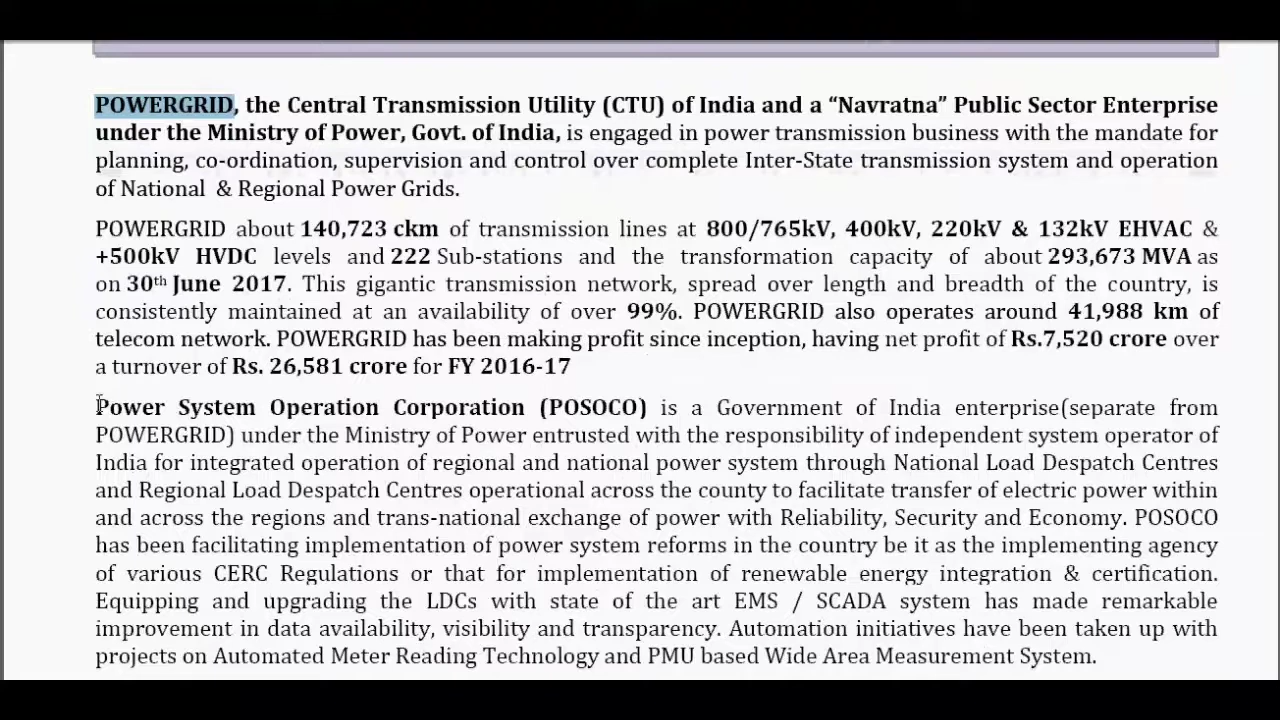 POWERGRID, the Central Transmission Utility (CTU) of India and a “Navratna” Public Sector Enterprise
under the Ministry of Power, Govt. of India, is engaged in power transmission business with the mandate for
planning, co-ordination, supervision and control over complete Inter-State transmission system and operation
of National & Regional Power Grids.
POWERGRID about 140,723 ckm of transmission lines at 800/765kV, 400kV, 220kV & 132kV EHVAC &
+500kV HVDC levels and 222 Sub-stations and the transformation capacity of about 293,673 MVA as
on 30th June 2017. This gigantic transmission network, spread over length and breadth of the country, is
consistently maintained at an availability of over 99%. POWERGRID also operates around 41,988 km of
telecom network. POWERGRID has been making profit since inception, having net profit of Rs.7,520 crore over
a turnover of Rs. 26,581 crore for FY 2016-17
Power System Operation Corporation (POSOCO) is a Government of India enterprise(separate from
POWERGRID) under the Ministry of Power entrusted with the responsibility of independent system operator of
India for integrated operation of regional and national power system through National Load Despatch Centres
and Regional Load Despatch Centres operational across the county to facilitate transfer of electric power within
and across the regions and trans-national exchange of power with Reliability, Security and Economy. POSOCO
has been facilitating implementation of power system reforms in the country be it as the implementing agency
of various CERC Regulations or that for implementation of renewable energy integration & certification.
Equipping and upgrading the LDCs with state of the art EMS / SCADA system has made remarkable
improvement in data availability, visibility and transparency. Automation initiatives have been taken up with
projects on Automated Meter Reading Technology and PMU based Wide Area Measurement System.